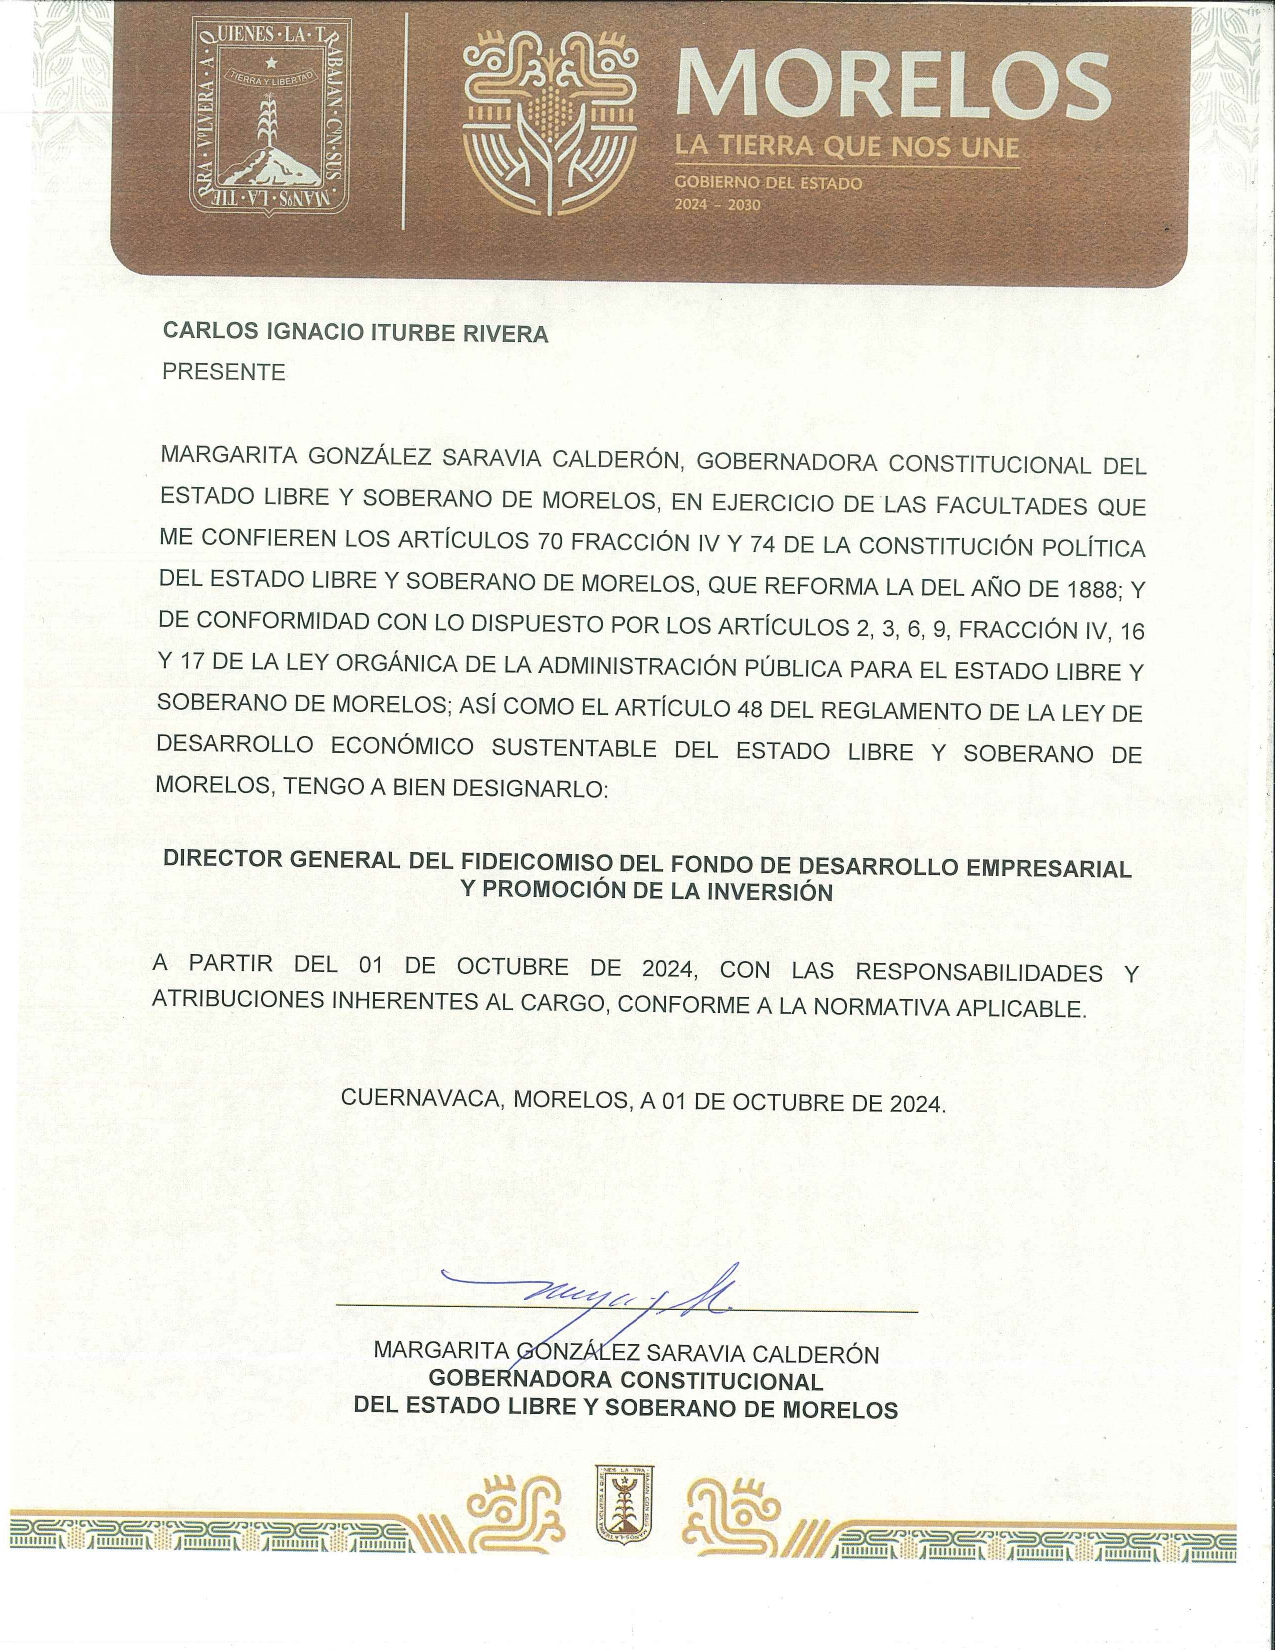 TIERRA Y LIBERTAD
LA TIERRA VOLVERA A QUIENES LA TRABAJAN CON SUS MANOS
MORELOS
LA TIERRA QUE NOS UNE
GOBIERNO DEL ESTADO
2024 - 2030
CARLOS IGNACIO ITURBE RIVERA
PRESENTE
MARGARITA GONZÁLEZ SARAVIA CALDERÓN, GOBERNADORA CONSTITUCIONAL DEL
ESTADO LIBRE Y SOBERANO DE MORELOS, EN EJERCICIO DE LAS FACULTADES QUE
ME CONFIEREN LOS ARTÍCULOS 70 FRACCIÓN IV Y 74 DE LA CONSTITUCIÓN POLÍTICA
DEL ESTADO LIBRE Y SOBERANO DE MORELOS, QUE REFORMA LA DEL AÑO DE 1888; Y
DE CONFORMIDAD CON LO DISPUESTO POR LOS ARTÍCULOS 2, 3, 6, 9, FRACCIÓN IV, 16
Y 17 DE LA LEY ORGÁNICA DE LA ADMINISTRACIÓN PÚBLICA PARA EL ESTADO LIBRE Y
SOBERANO DE MORELOS; ASÍ COMO EL ARTÍCULO 48 DEL REGLAMENTO DE LA LEY DE
DESARROLLO ECONÓMICO SUSTENTABLE DEL ESTADO LIBRE Y SOBERANO DE
MORELOS, TENGO A BIEN DESIGNARLO:
DIRECTOR GENERAL DEL FIDEICOMISO DEL FONDO DE DESARROLLO EMPRESARIAL
Y PROMOCIÓN DE LA INVERSIÓN
A PARTIR DEL 01 DE OCTUBRE DE 2024, CON LAS RESPONSABILIDADES Y
ATRIBUCIONES INHERENTES AL CARGO, CONFORME A LA NORMATIVA APLICABLE.
CUERNAVACA, MORELOS, A 01 DE OCTUBRE DE 2024.
MARGARITA GONZÁLEZ SARAVIA CALDERÓN
GOBERNADORA CONSTITUCIONAL
DEL ESTADO LIBRE Y SOBERANO DE MORELOS